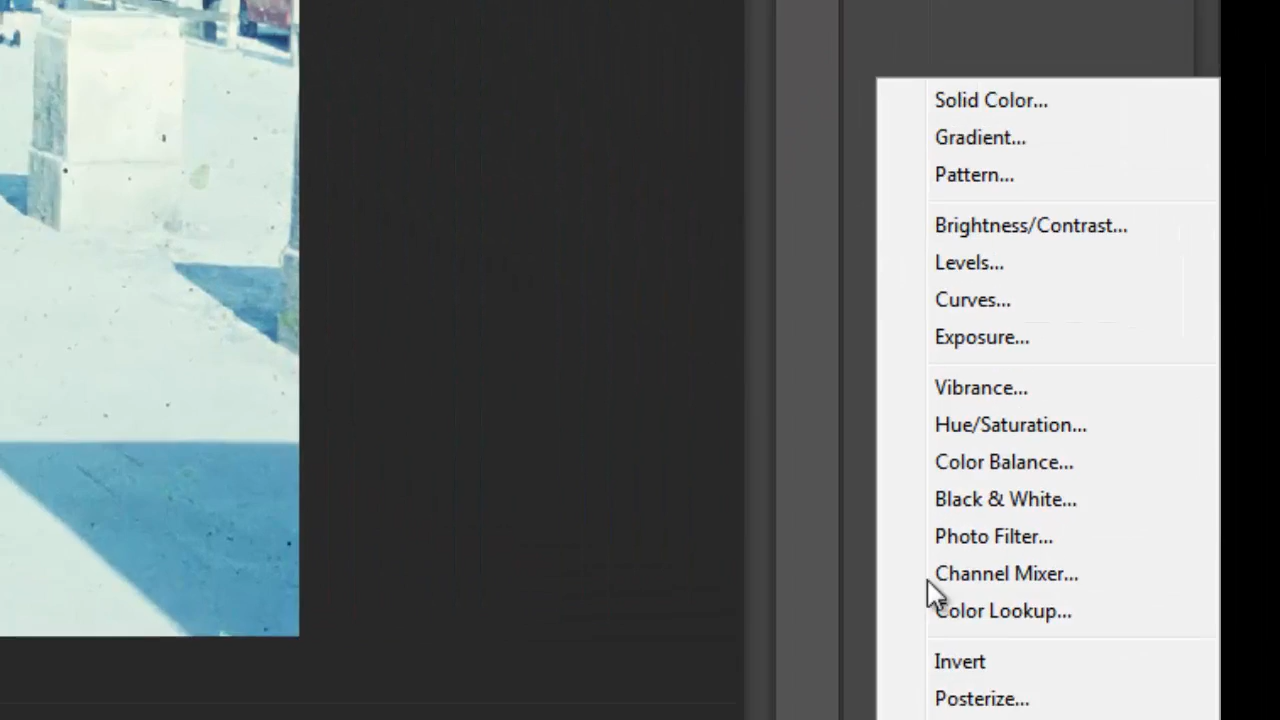 Solid Color...
Gradient...
Pattern...
Brightness/Contrast...
Levels...
Curves...
Exposure...
Vibrance...
Hue/Saturation...
Color Balance...
Black & White...
Photo Filter...
Channel Mixer...
Color Lookup...
Invert
Posterize...